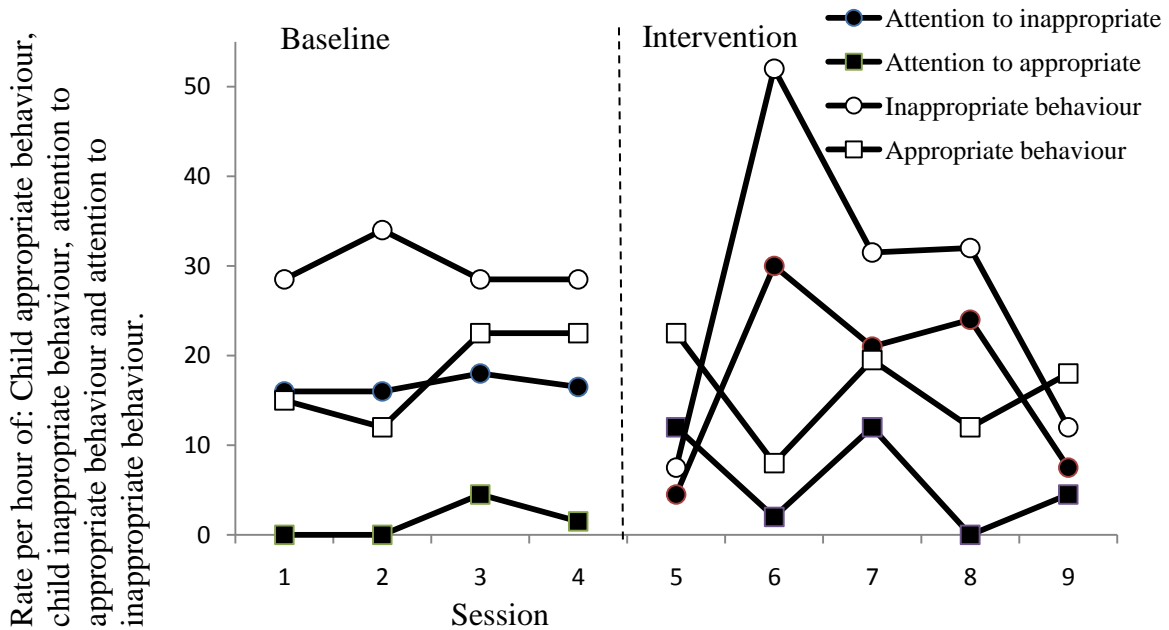 Rate per hour of: Child appropriate behaviour,
child inappropriate behaviour, attention to
appropriate behaviour and attention to
inappropriate behaviour.
Baseline
Intervention
Attention to inappropriate
Attention to appropriate
Inappropriate behaviour
Appropriate behaviour
50
40
30
20
10
0
1 2 3 4 5 6 7 8 9
Session